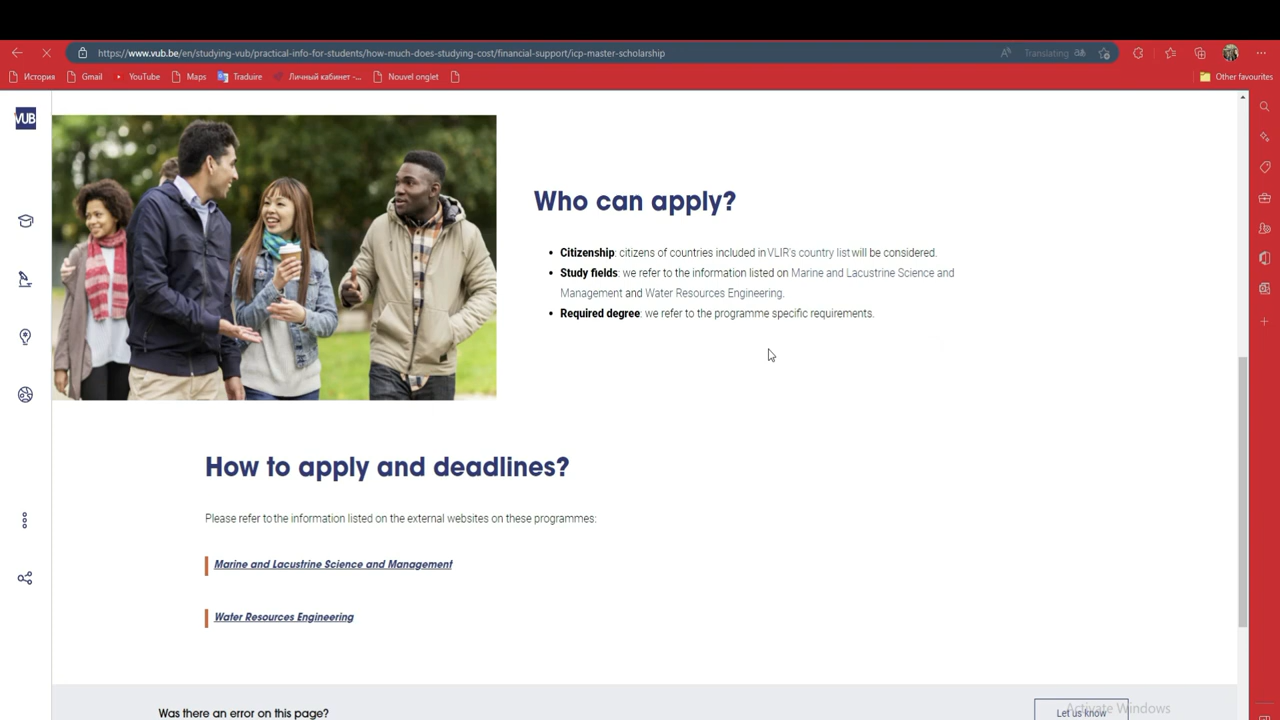 https://www.vub.be/en/studying-vub/practical-info-for-students/how-much-does-studying-cost/financial-support/icp-master-scholarship
Translating
История Gmail YouTube Maps Traduire Личный кабинет -... Nouvel onglet Other favourites
VUB
Who can apply?
• Citizenship: citizens of countries included in VLIR's country list will be considered.
• Study fields: we refer to the information listed on Marine and Lacustrine Science and
Management and Water Resources Engineering.
• Required degree: we refer to the programme specific requirements.
How to apply and deadlines?
Please refer to the information listed on the external websites on these programmes:
Marine and Lacustrine Science and Management
Water Resources Engineering
Was there an error on this page?
Let us know
Activate Windows